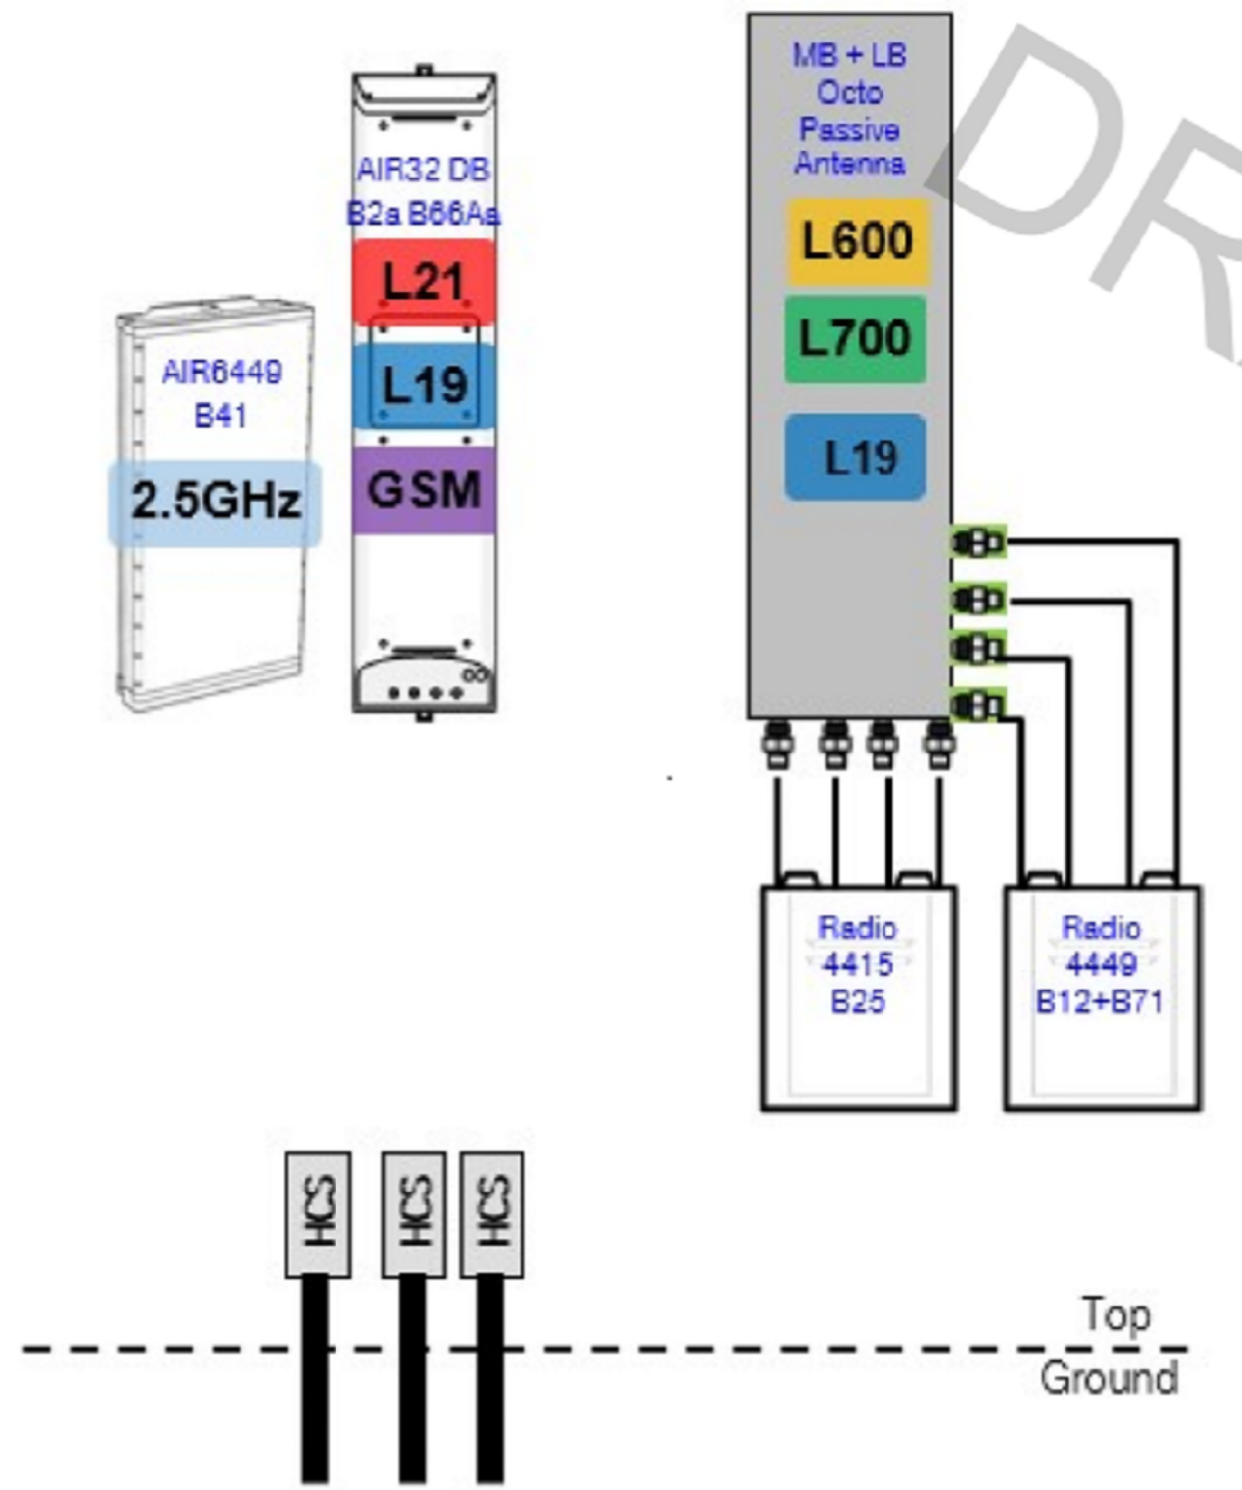 MB + LB
Octo
Passive
Antenna
L600
L700
L19
AIR32 DB
B2a B66Aa
L21
L19
GSM
AIR6449
B41
2.5GHz
Radio
4415
B25
Radio
4449
B12+B71
HCS
HCS
HCS
Top
Ground
DR